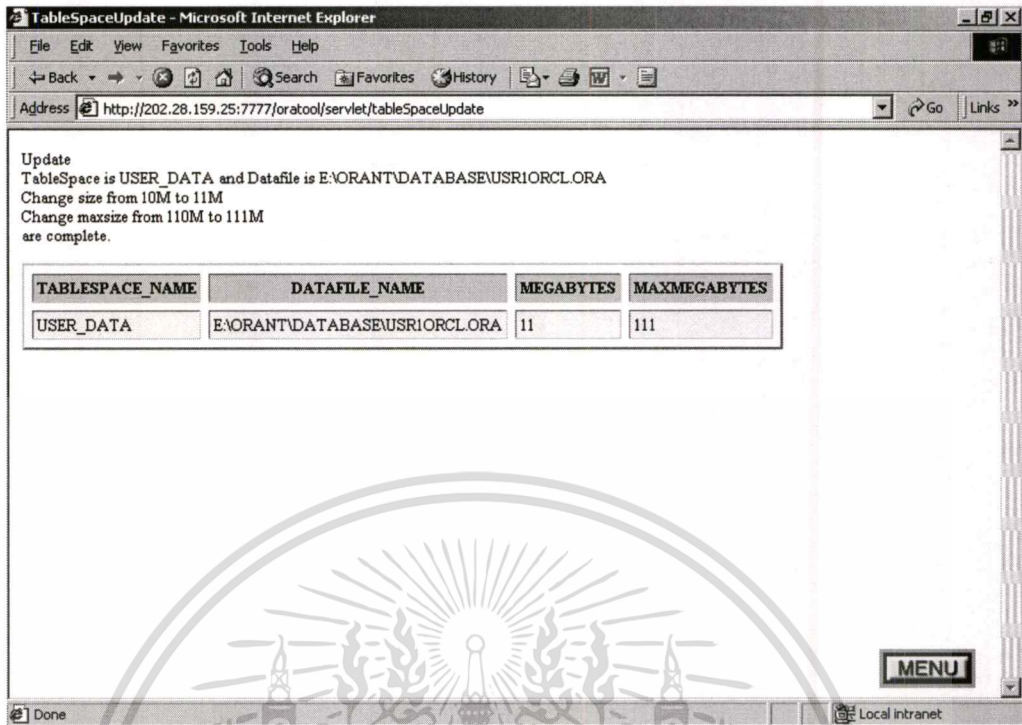 TableSpaceUpdate - Microsoft Internet Explorer
File Edit View Favorites Tools Help
Back Search Favorites History
Address http://202.28.159.25:7777/oratool/servlet/tableSpaceUpdate Go Links »
Update
TableSpace is USER_DATA and Datafile is E:\ORANT\DATABASE\USR1ORCL.ORA
Change size from 10M to 11M
Change maxsize from 110M to 111M
are complete.
TABLESPACE_NAME DATAFILE_NAME MEGABYTES MAXMEGABYTES
USER_DATA E:\ORANT\DATABASE\USR1ORCL.ORA 11 111
MENU
Done Local intranet